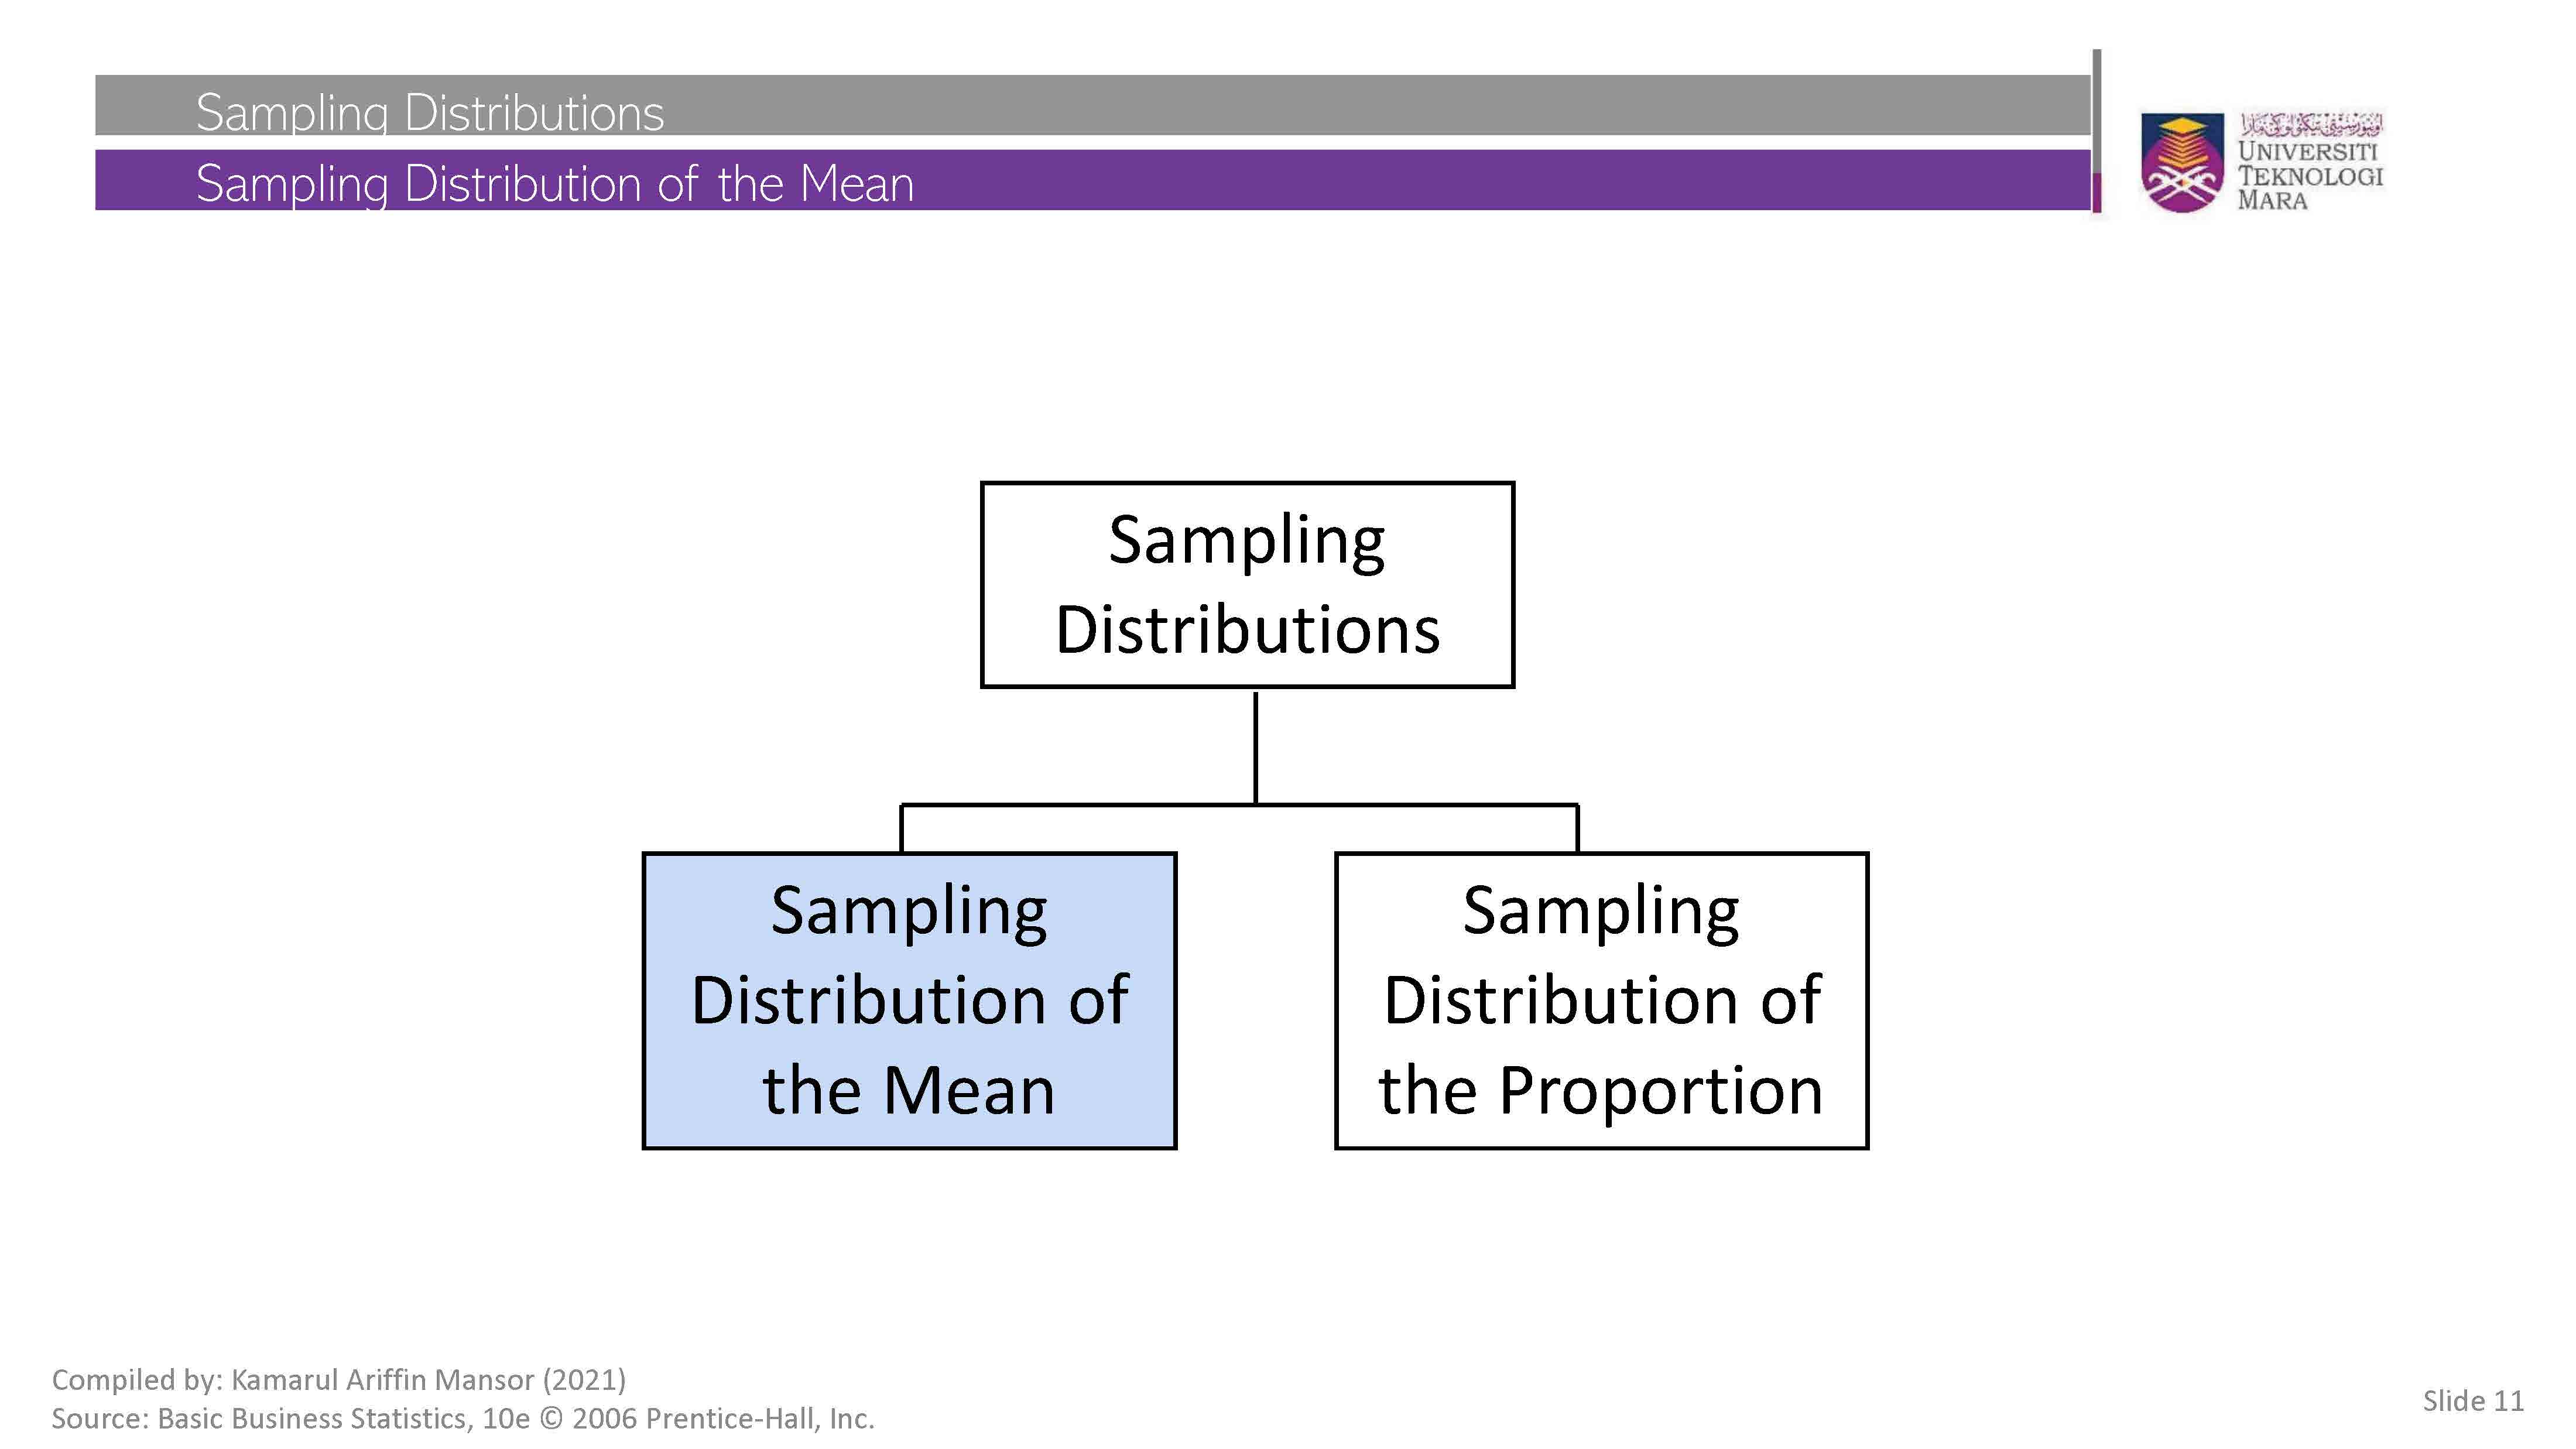 Sampling Distributions
Sampling Distribution of the Mean
UNIVERSITI
TEKNOLOGI
MARA
Sampling
Distributions
Sampling
Distribution of
the Mean
Sampling
Distribution of
the Proportion
Compiled by: Kamarul Ariffin Mansor (2021)
Source: Basic Business Statistics, 10e © 2006 Prentice-Hall, Inc.
Slide 11